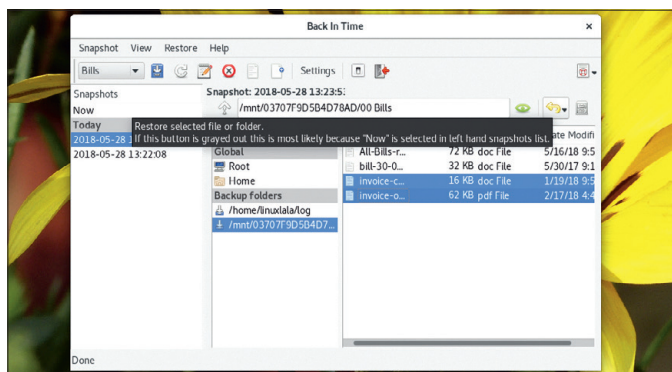 Back In Time
Snapshot View Restore Help
Bills Settings
Snapshots
Snapshot: 2018-05-28 13:23:5
Now
/mnt/03707F9D5B4D78AD/00 Bills
Today
Restore selected file or folder.
If this button is grayed out this is most likely because "Now" is selected in left hand snapshots list.
ate Modifi
2018-05-28 1
2018-05-28 13:22:08
Global
Root
Home
Backup folders
/home/linuxlala/log
/mnt/03707F9D5B4D7...
All-Bills-r... 72 KB doc File 5/16/18 9:5
bill-30-0... 32 KB doc File 5/30/17 9:1
invoice-c... 16 KB doc File 1/19/18 9:5
invoice-o... 62 KB pdf File 2/17/18 4:4
Done